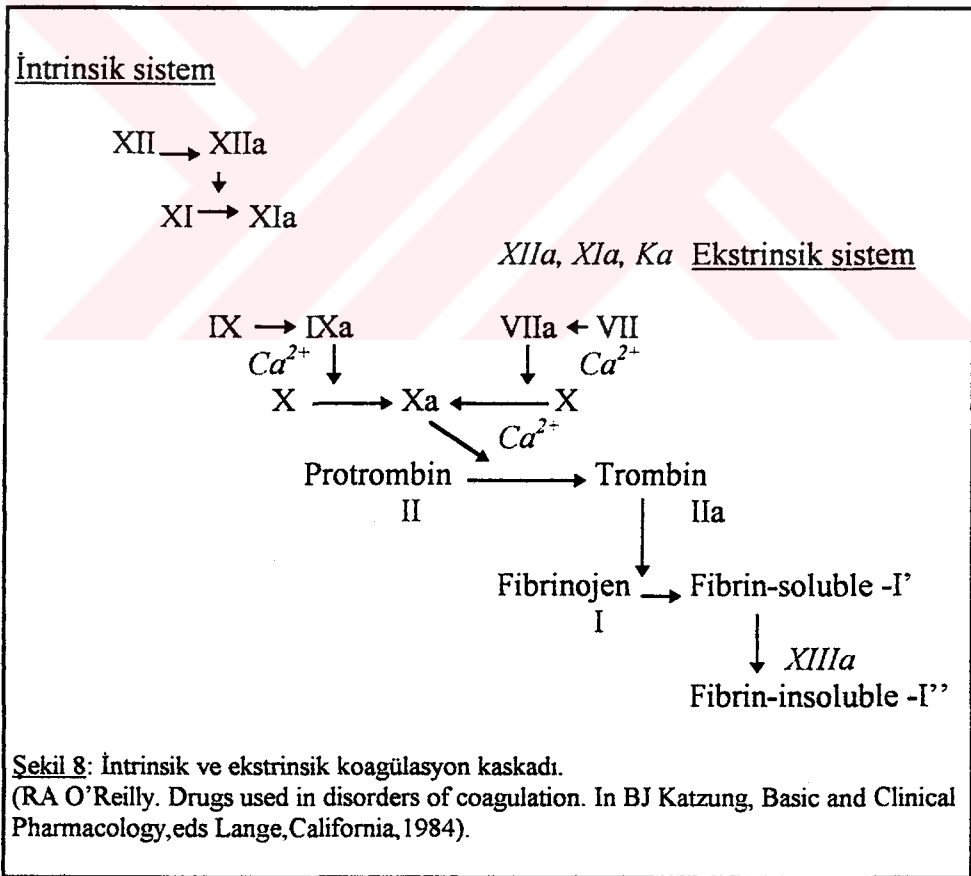 İntrinsik sistem
XII → XIIa
↓
XI → XIa
XIIa, XIa, Ka Ekstrinsik sistem
IX → IXa VIIa ← VII
Ca²⁺ ↓ ↓ Ca²⁺
X → Xa ← X
Ca²⁺
Protrombin → Trombin
II IIa
Fibrinojen → Fibrin-soluble -I'
I
↓ XIIIa
Fibrin-insoluble -I’’
Şekil 8: İntrinsik ve ekstrinsik koagülasyon kaskadı.
(RA O’Reilly. Drugs used in disorders of coagulation. In BJ Katzung, Basic and Clinical
Pharmacology,eds Lange,California,1984).